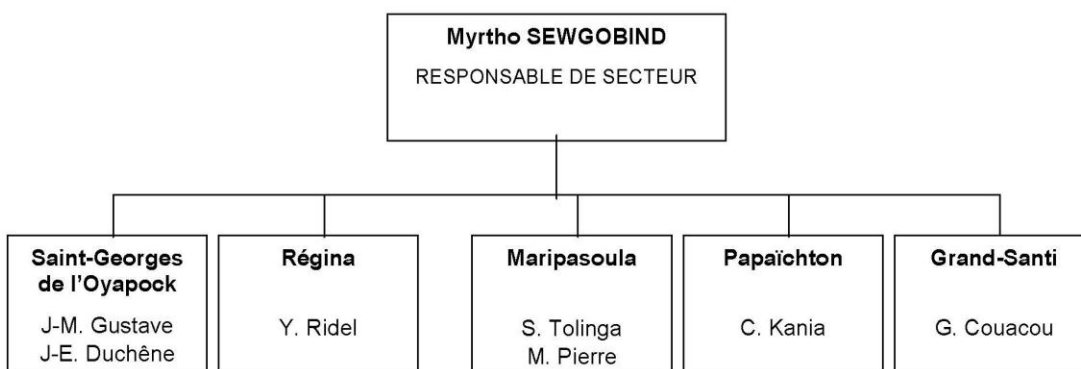 Myrtho SEWGOBIND
RESPONSABLE DE SECTEUR
Saint-Georges
de l'Oyapock
J-M. Gustave
J-E. Duchêne
Régina
Y. Ridel
Maripasoula
S. Tolinga
M. Pierre
Papaïchton
C. Kania
Grand-Santi
G. Couacou